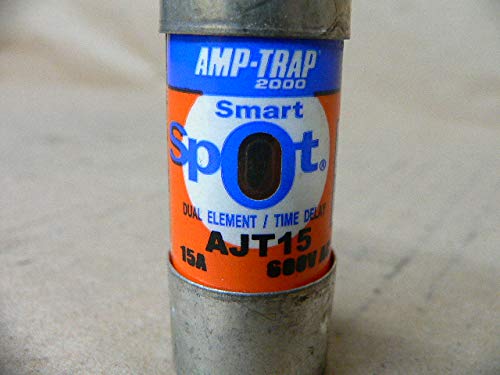 AMP-TRAP
2000
Smart
Spot®
DUAL ELEMENT / TIME DELAY
AJT15
15A 600V